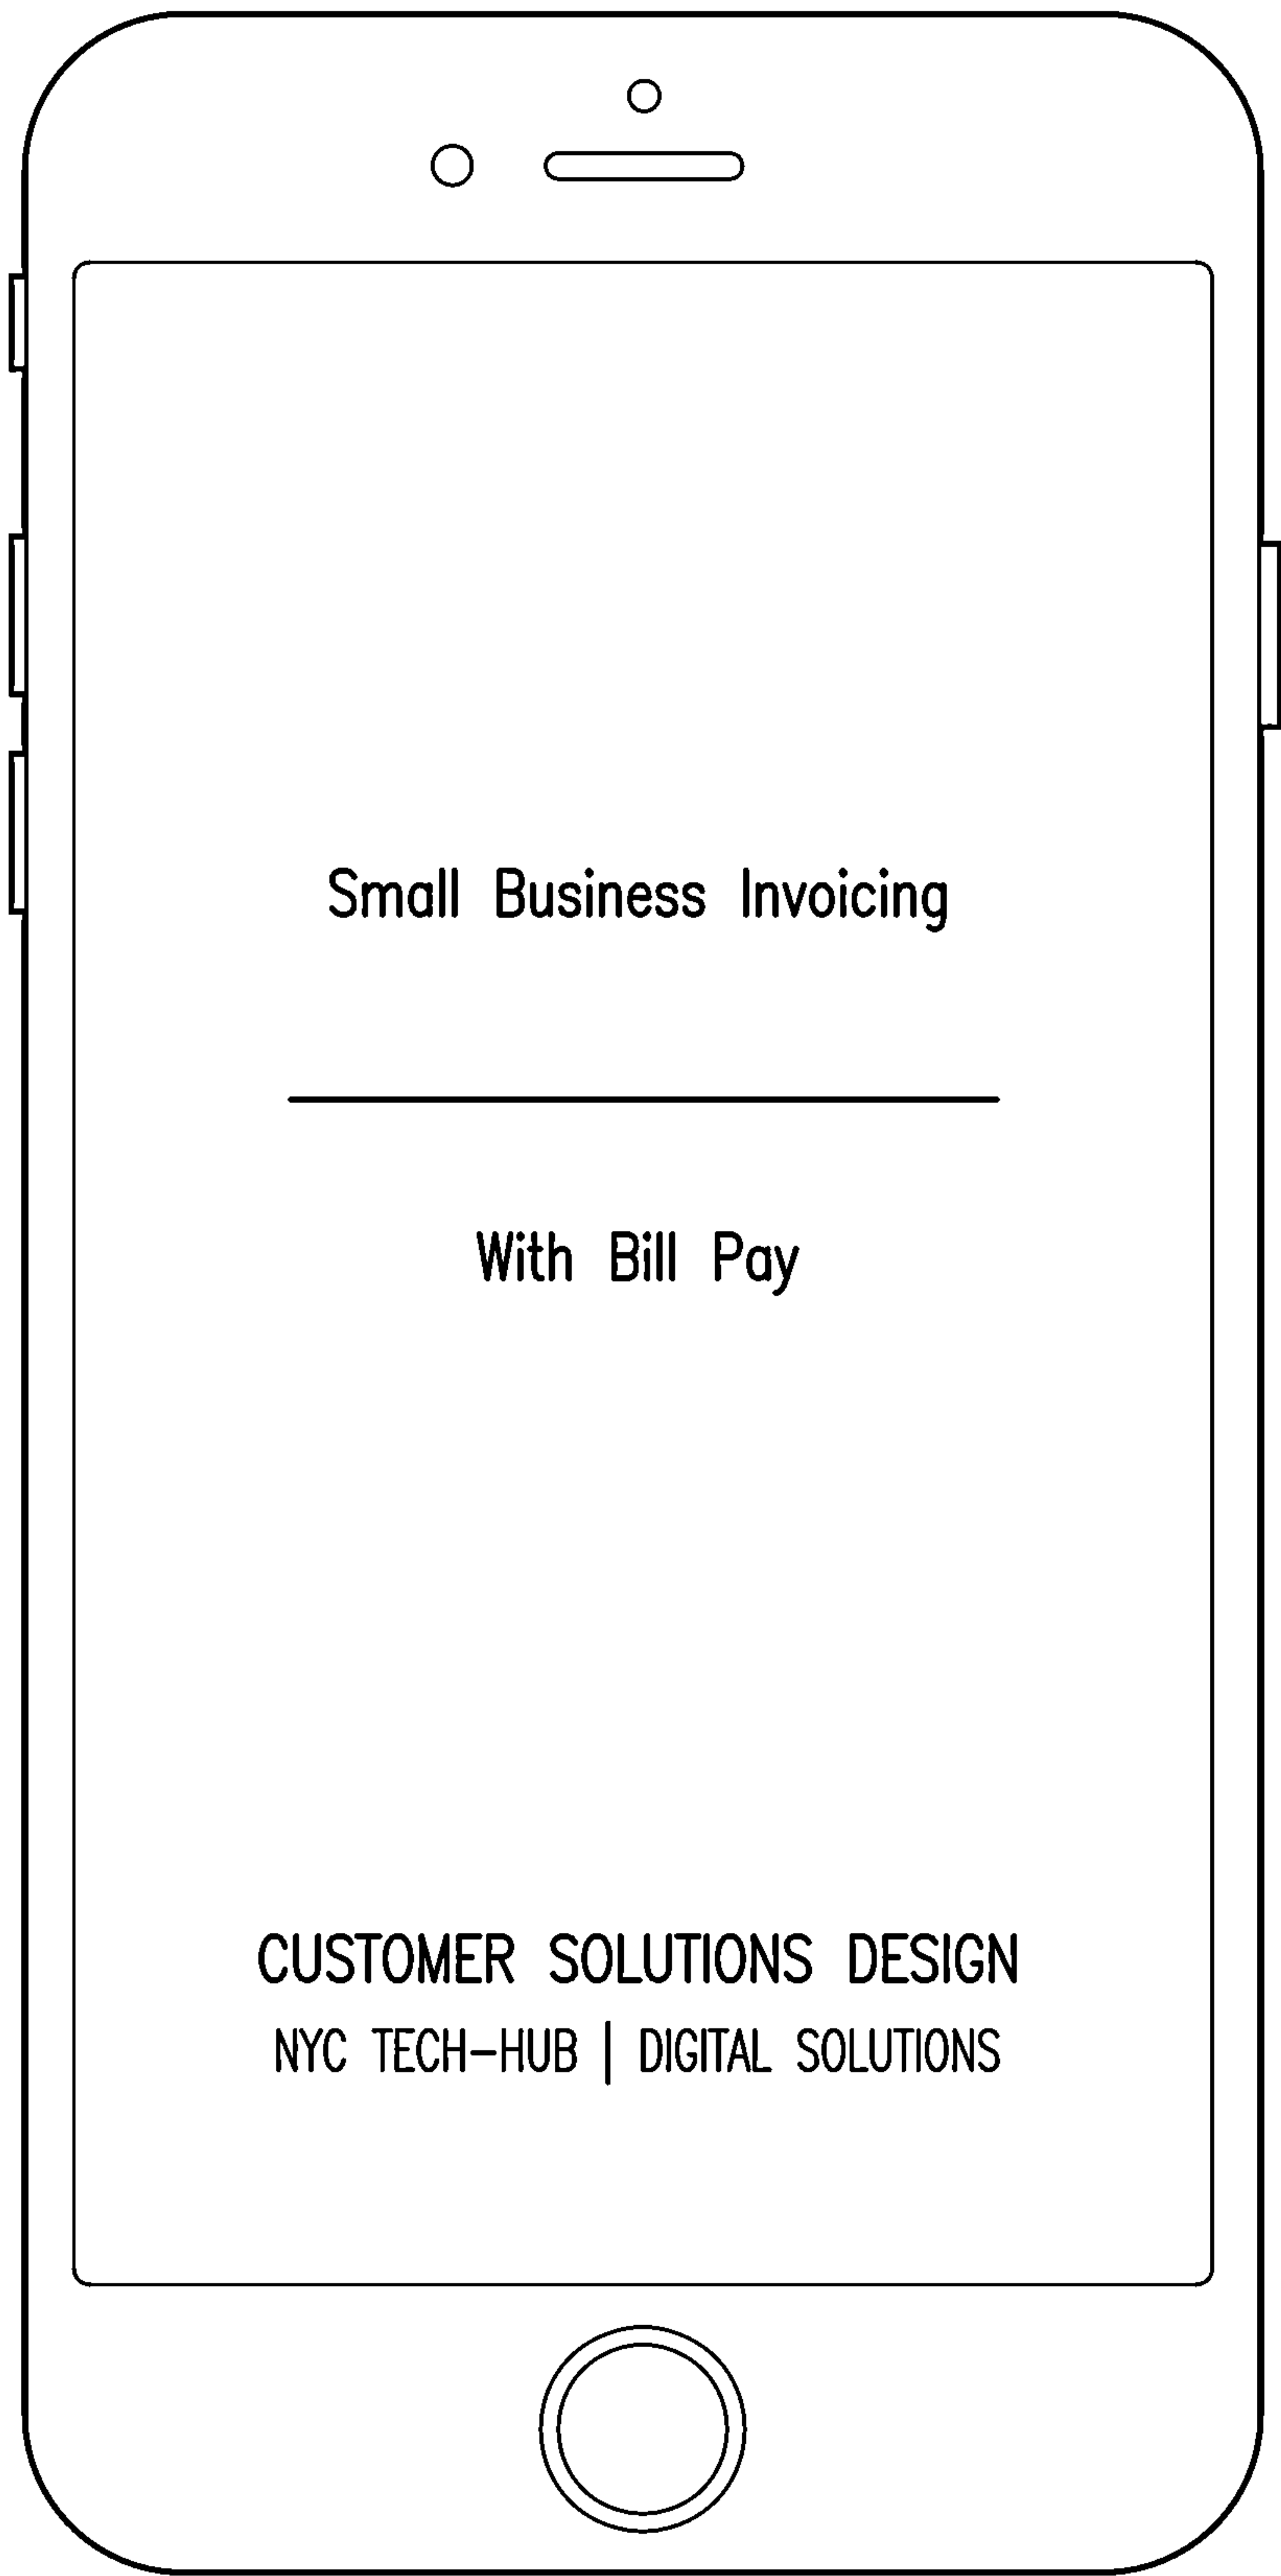 Small Business Invoicing
With Bill Pay
CUSTOMER SOLUTIONS DESIGN
NYC TECH-HUB | DIGITAL SOLUTIONS